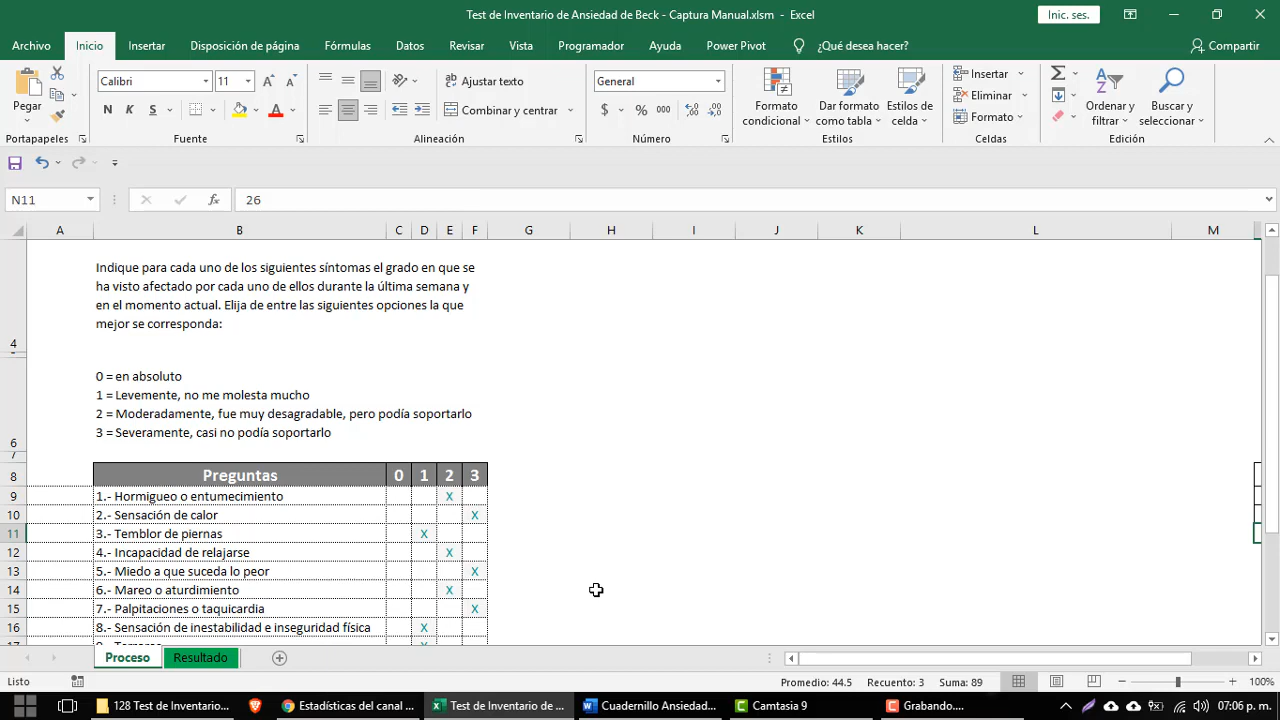 Test de Inventario de Ansiedad de Beck - Captura Manual.xlsm - Excel
Inic. ses.
Archivo Inicio Insertar Disposición de página Fórmulas Datos Revisar Vista Programador Ayuda Power Pivot ¿Qué desea hacer? Compartir
Pegar
Calibri 11
N K S
Ajustar texto
Combinar y centrar
General
$ % 000
Formato condicional
Dar formato como tabla
Estilos de celda
Insertar
Eliminar
Formato
Ordenar y filtrar
Buscar y seleccionar
Portapapeles Fuente Alineación Número Estilos Celdas Edición
N11 fx 26
A B C D E F G H I J K L M
Indique para cada uno de los siguientes síntomas el grado en que se
ha visto afectado por cada uno de ellos durante la última semana y
en el momento actual. Elija de entre las siguientes opciones la que
mejor se corresponda:
4
0 = en absoluto
1 = Levemente, no me molesta mucho
2 = Moderadamente, fue muy desagradable, pero podía soportarlo
3 = Severamente, casi no podía soportarlo
6
7
8 Preguntas 0 1 2 3
9 1.- Hormigueo o entumecimiento X
10 2.- Sensación de calor X
11 3.- Temblor de piernas X
12 4.- Incapacidad de relajarse X
13 5.- Miedo a que suceda lo peor X
14 6.- Mareo o aturdimiento X
15 7.- Palpitaciones o taquicardia X
16 8.- Sensación de inestabilidad e inseguridad física X
Proceso Resultado
Listo Promedio: 44.5 Recuento: 3 Suma: 89 100%
128 Test de Inventario... Estadísticas del canal ... Test de Inventario de ... Cuadernillo Ansiedad... Camtasia 9 Grabando.... 07:06 p. m.